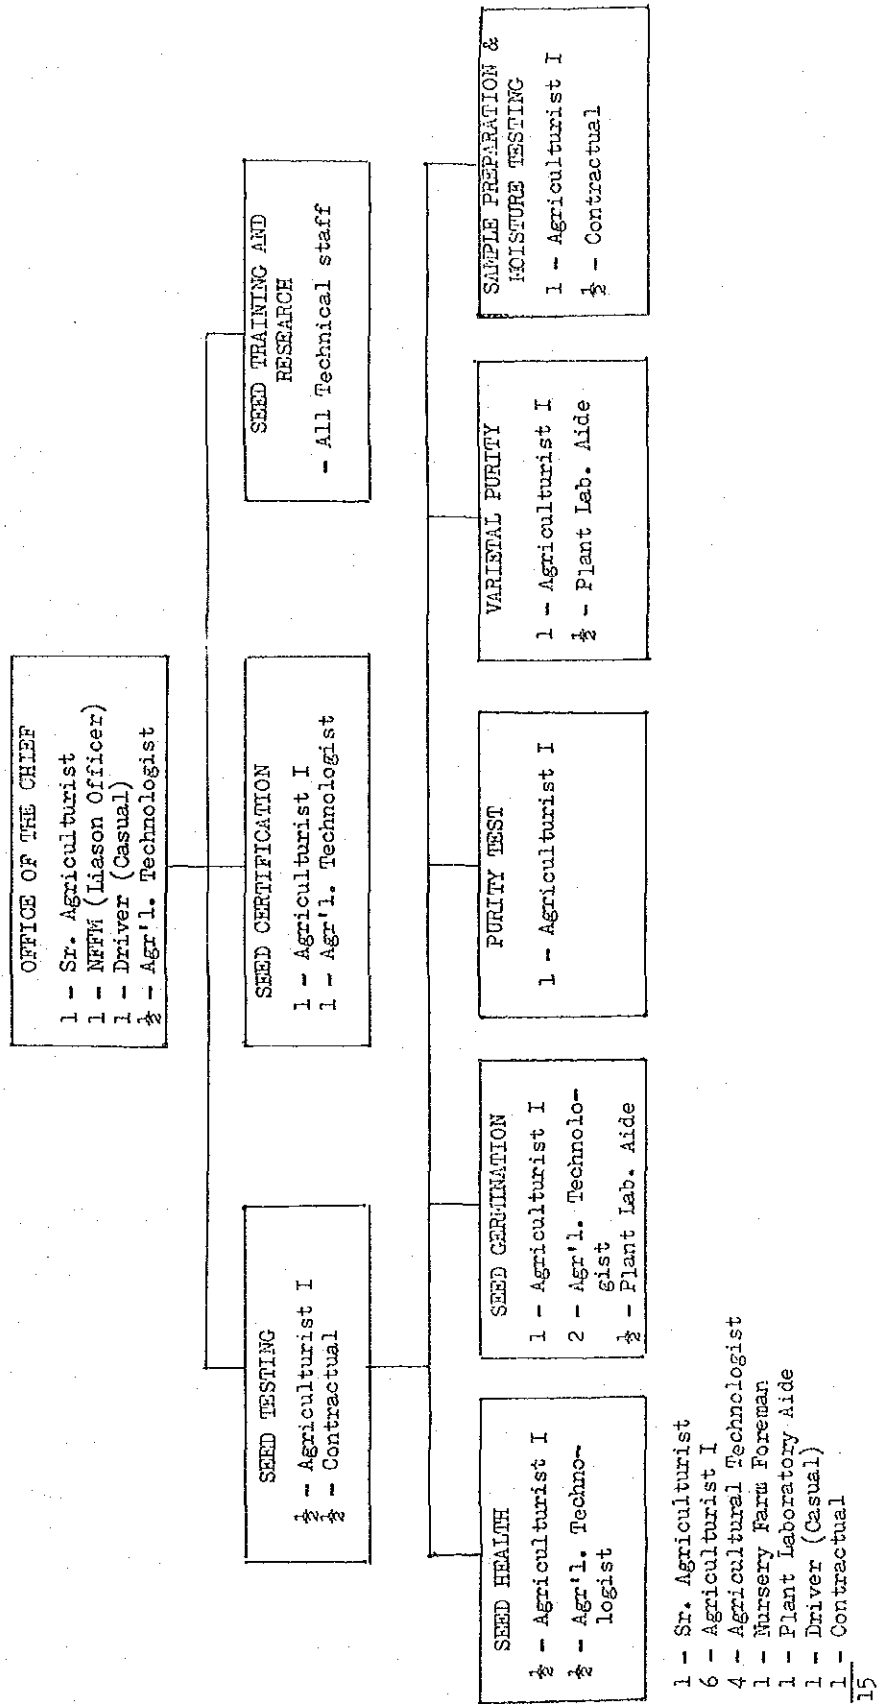 OFFICE OF THE CHIEF
1 - Sr. Agriculturist
1 - NFFM (Liason Officer)
1 - Driver (Casual)
½ - Agr'l. Technologist
SEED TESTING
½ - Agriculturist I
½ - Contractual
SEED CERTIFICATION
1 - Agriculturist I
1 - Agr'l. Technologist
SEED TRAINING AND
RESEARCH
- All Technical staff
SEED HEALTH
½ - Agriculturist I
½ - Agr'l. Techno-
logist
SEED GERMINATION
1 - Agriculturist I
2 - Agr'l. Technolo-
gist
½ - Plant Lab. Aide
PURITY TEST
1 - Agriculturist I
VARIETAL PURITY
1 - Agriculturist I
½ - Plant Lab. Aide
SAMPLE PREPARATION &
MOISTURE TESTING
1 - Agriculturist I
½ - Contractual
1 - Sr. Agriculturist
6 - Agriculturist I
4 - Agricultural Technologist
1 - Nursery Farm Foreman
1 - Plant Laboratory Aide
1 - Driver (Casual)
1 - Contractual
15